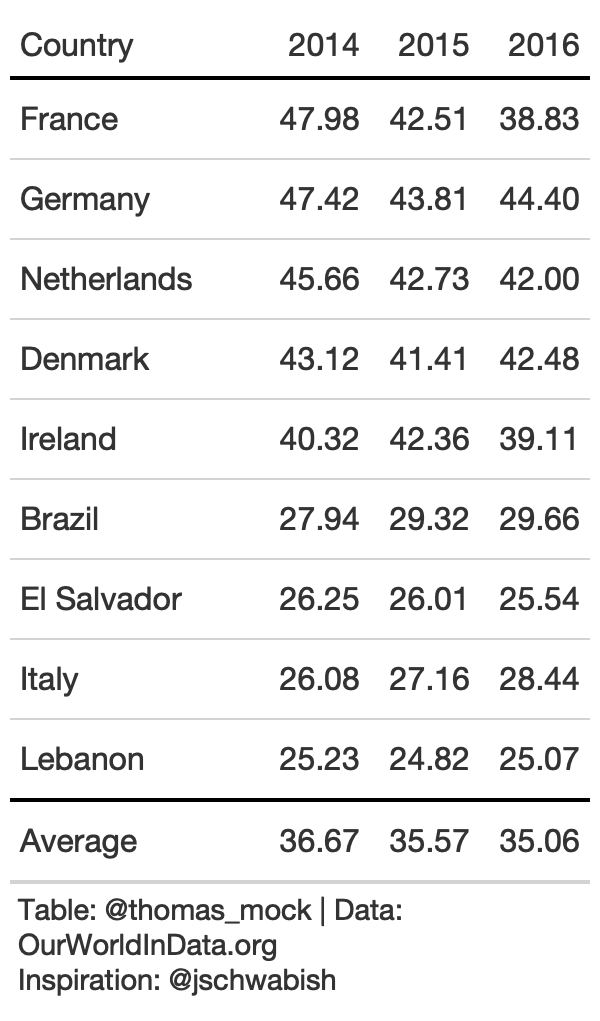 Country 2014 2015 2016
France 47.98 42.51 38.83
Germany 47.42 43.81 44.40
Netherlands 45.66 42.73 42.00
Denmark 43.12 41.41 42.48
Ireland 40.32 42.36 39.11
Brazil 27.94 29.32 29.66
El Salvador 26.25 26.01 25.54
Italy 26.08 27.16 28.44
Lebanon 25.23 24.82 25.07
Average 36.67 35.57 35.06
Table: @thomas_mock | Data:
OurWorldInData.org
Inspiration: @jschwabish